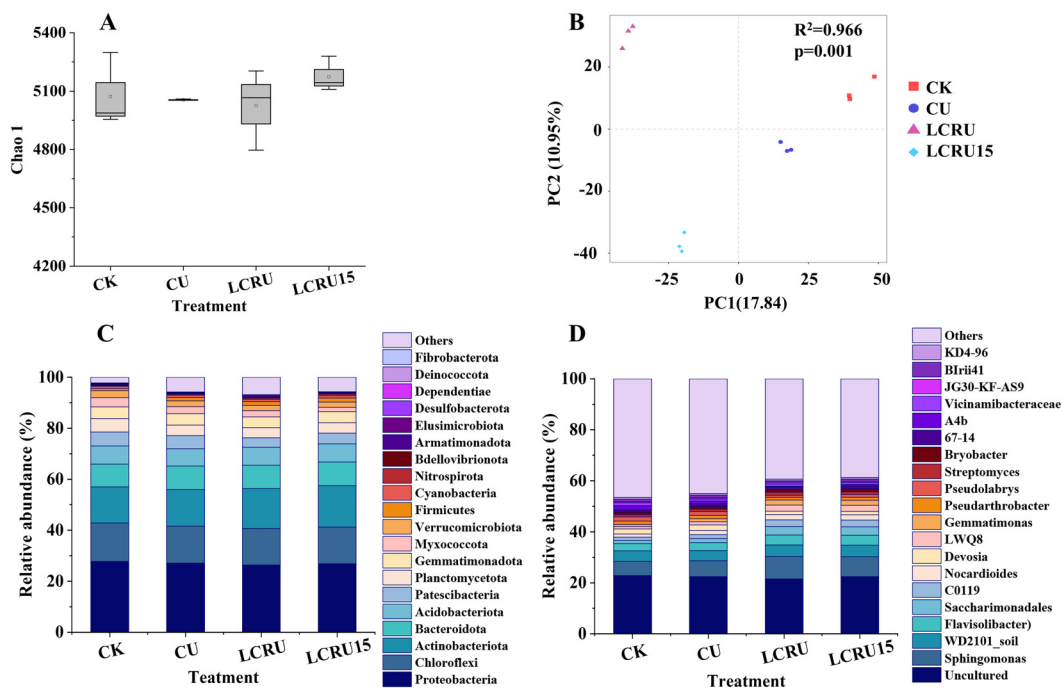 A
5400
5100
4800
4500
4200
Chao 1
CK
CU
LCRU
LCRU15
Treatment
B
R²=0.966
p=0.001
20
0
-20
-40
PC2 (10.95%)
-25
0
25
50
PC1(17.84)
CK
CU
LCRU
LCRU15
C
100
80
60
40
20
0
Relative abundance (%)
CK
CU
LCRU
LCRU15
Treatment
Others
Fibrobacterota
Deinococcota
Dependentiae
Desulfobacterota
Elusimicrobiota
Armatimonadota
Bdellovibrionota
Nitrospirota
Cyanobacteria
Firmicutes
Verrucomicrobiota
Myxococcota
Gemmatimonadota
Planctomycetota
Patescibacteria
Acidobacteriota
Bacteroidota
Actinobacteriota
Chloroflexi
Proteobacteria
D
100
80
60
40
20
0
Relative abundance (%)
CK
CU
LCRU
LCRU15
Treatment
Others
KD4-96
BIrii41
JG30-KF-AS9
Vicinamibacteraceae
A4b
67-14
Bryobacter
Streptomyces
Pseudolabrys
Pseudarthrobacter
Gemmatimonas
LWQ8
Devosia
Nocardioides
C0119
Saccharimonadales
Flavisolibacter)
WD2101_soil
Sphingomonas
Uncultured